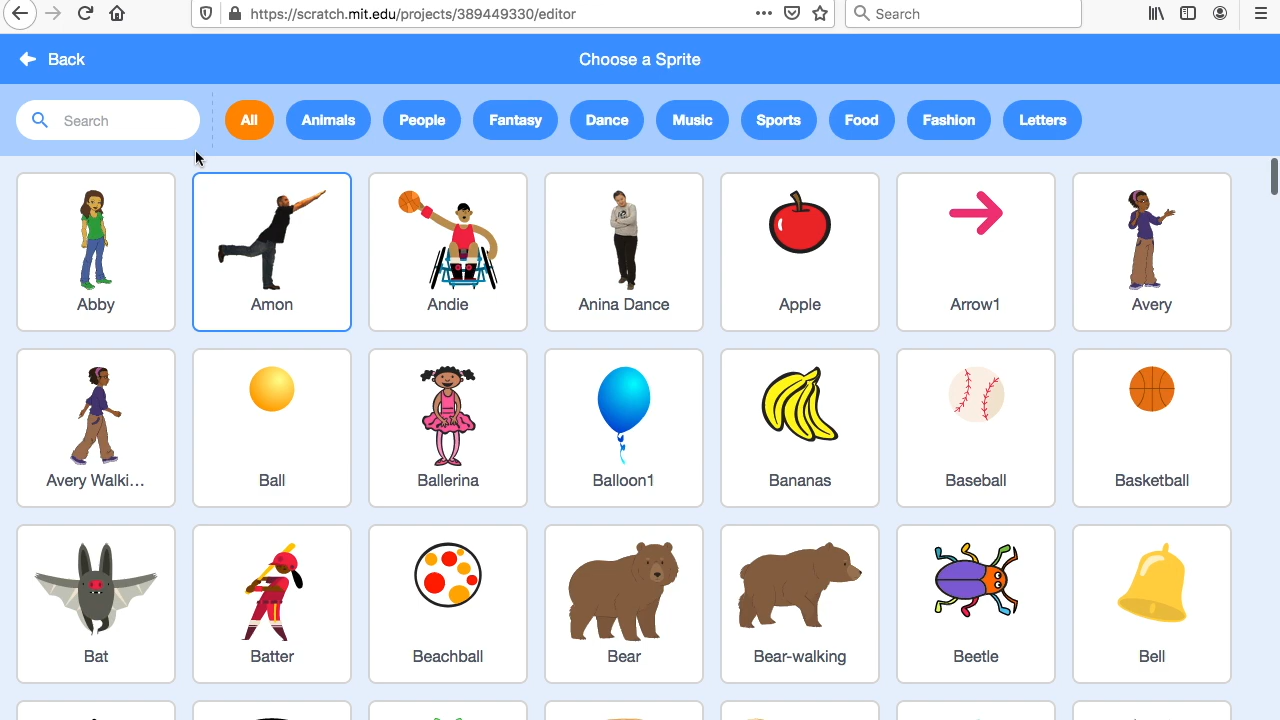 https://scratch.mit.edu/projects/389449330/editor
Search
Back
Choose a Sprite
Search
All
Animals
People
Fantasy
Dance
Music
Sports
Food
Fashion
Letters
Abby
Amon
Andie
Anina Dance
Apple
Arrow1
Avery
Avery Walki...
Ball
Ballerina
Balloon1
Bananas
Baseball
Basketball
Bat
Batter
Beachball
Bear
Bear-walking
Beetle
Bell